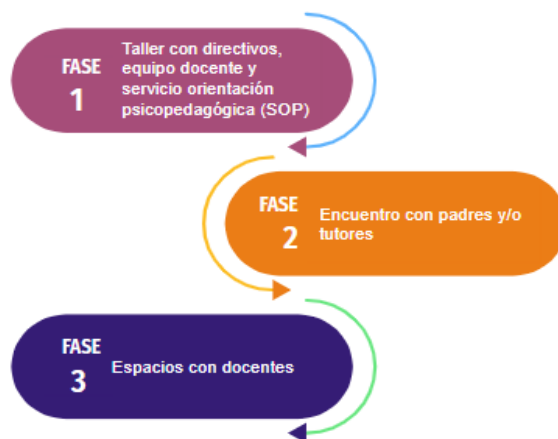 FASE
1
Taller con directivos,
equipo docente y
servicio orientación
psicopedagógica (SOP)
FASE
2
Encuentro con padres y/o
tutores
FASE
3
Espacios con docentes